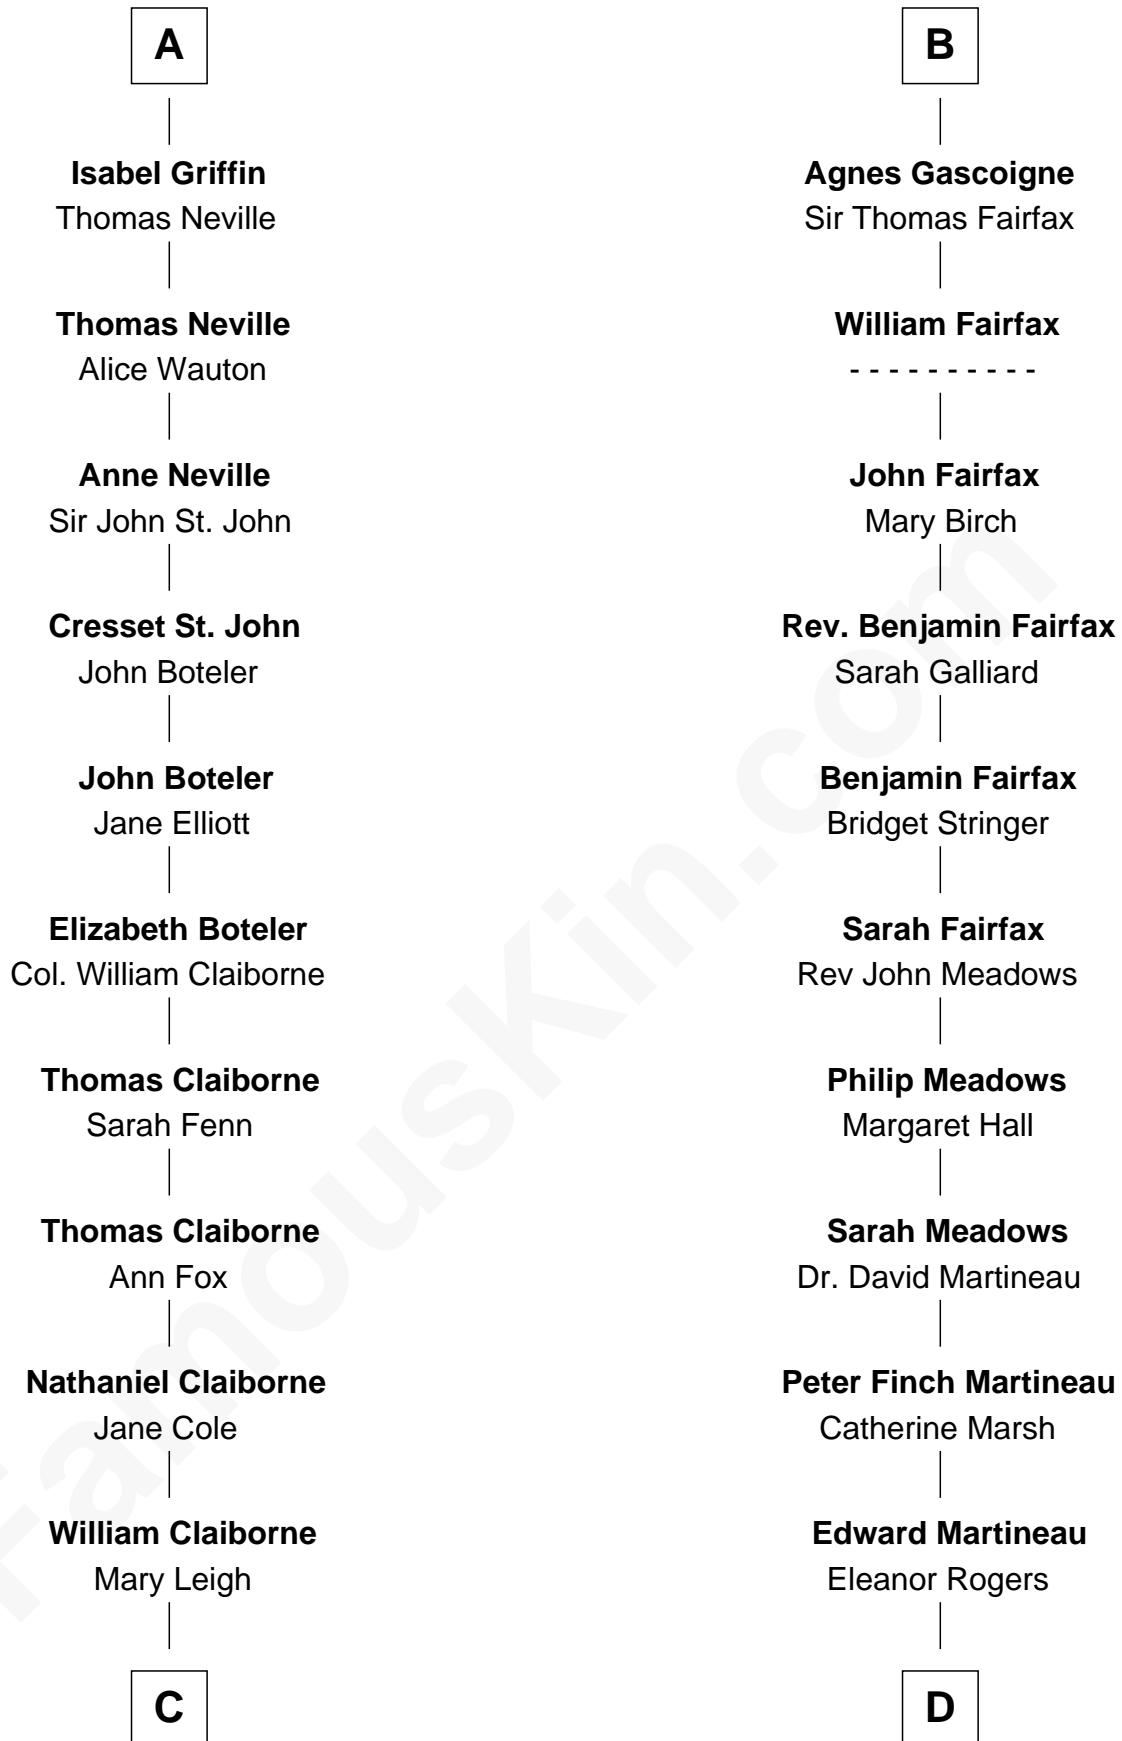 A
Isabel Griffin
Thomas Neville
Thomas Neville
Alice Wauton
Anne Neville
Sir John St. John
Cresset St. John
John Boteler
John Boteler
Jane Elliott
Elizabeth Boteler
Col. William Claiborne
Thomas Claiborne
Sarah Fenn
Thomas Claiborne
Ann Fox
Nathaniel Claiborne
Jane Cole
William Claiborne
Mary Leigh
C
B
Agnes Gascoigne
Sir Thomas Fairfax
William Fairfax
- - - - - - - - - -
John Fairfax
Mary Birch
Rev. Benjamin Fairfax
Sarah Galliard
Benjamin Fairfax
Bridget Stringer
Sarah Fairfax
Rev John Meadows
Philip Meadows
Margaret Hall
Sarah Meadows
Dr. David Martineau
Peter Finch Martineau
Catherine Marsh
Edward Martineau
Eleanor Rogers
D
FamousKin.com